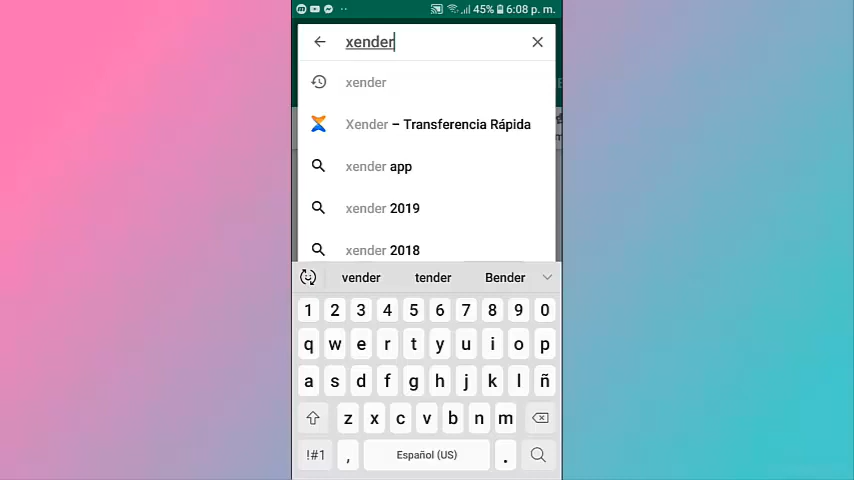 45% 6:08 p. m.
xender
xender
Xender – Transferencia Rápida
xender app
xender 2019
xender 2018
vender tender Bender
1 2 3 4 5 6 7 8 9 0
q w e r t y u i o p
a s d f g h j k l ñ
z x c v b n m
!#1 , Español (US) .